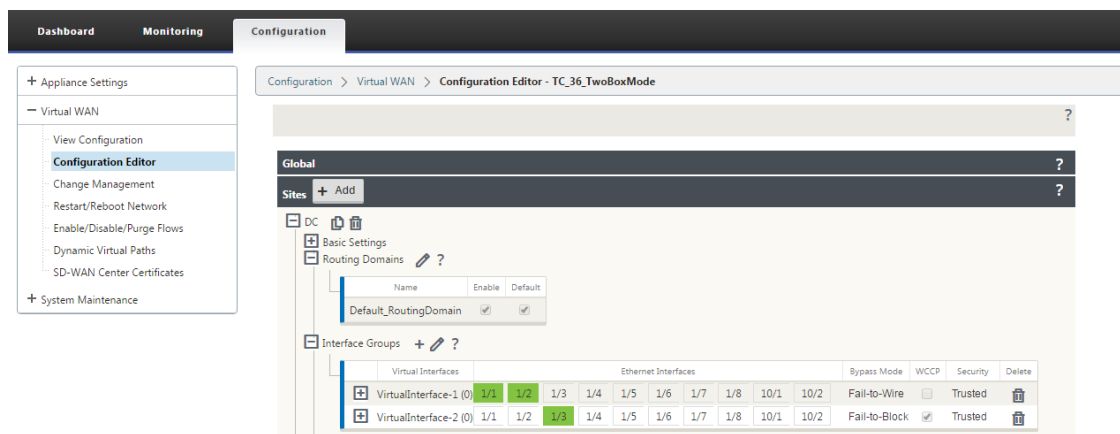 Dashboard Monitoring Configuration
+ Appliance Settings
− Virtual WAN
View Configuration
Configuration Editor
Change Management
Restart/Reboot Network
Enable/Disable/Purge Flows
Dynamic Virtual Paths
SD-WAN Center Certificates
+ System Maintenance
Configuration > Virtual WAN > Configuration Editor - TC_36_TwoBoxMode
?
Global ?
Sites + Add ?
DC
Basic Settings
Routing Domains ?
Name Enable Default
Default_RoutingDomain
Interface Groups + ?
Virtual Interfaces Ethernet Interfaces Bypass Mode WCCP Security Delete
VirtualInterface-1 (0) 1/1 1/2 1/3 1/4 1/5 1/6 1/7 1/8 10/1 10/2 Fail-to-Wire Trusted
VirtualInterface-2 (0) 1/1 1/2 1/3 1/4 1/5 1/6 1/7 1/8 10/1 10/2 Fail-to-Block Trusted